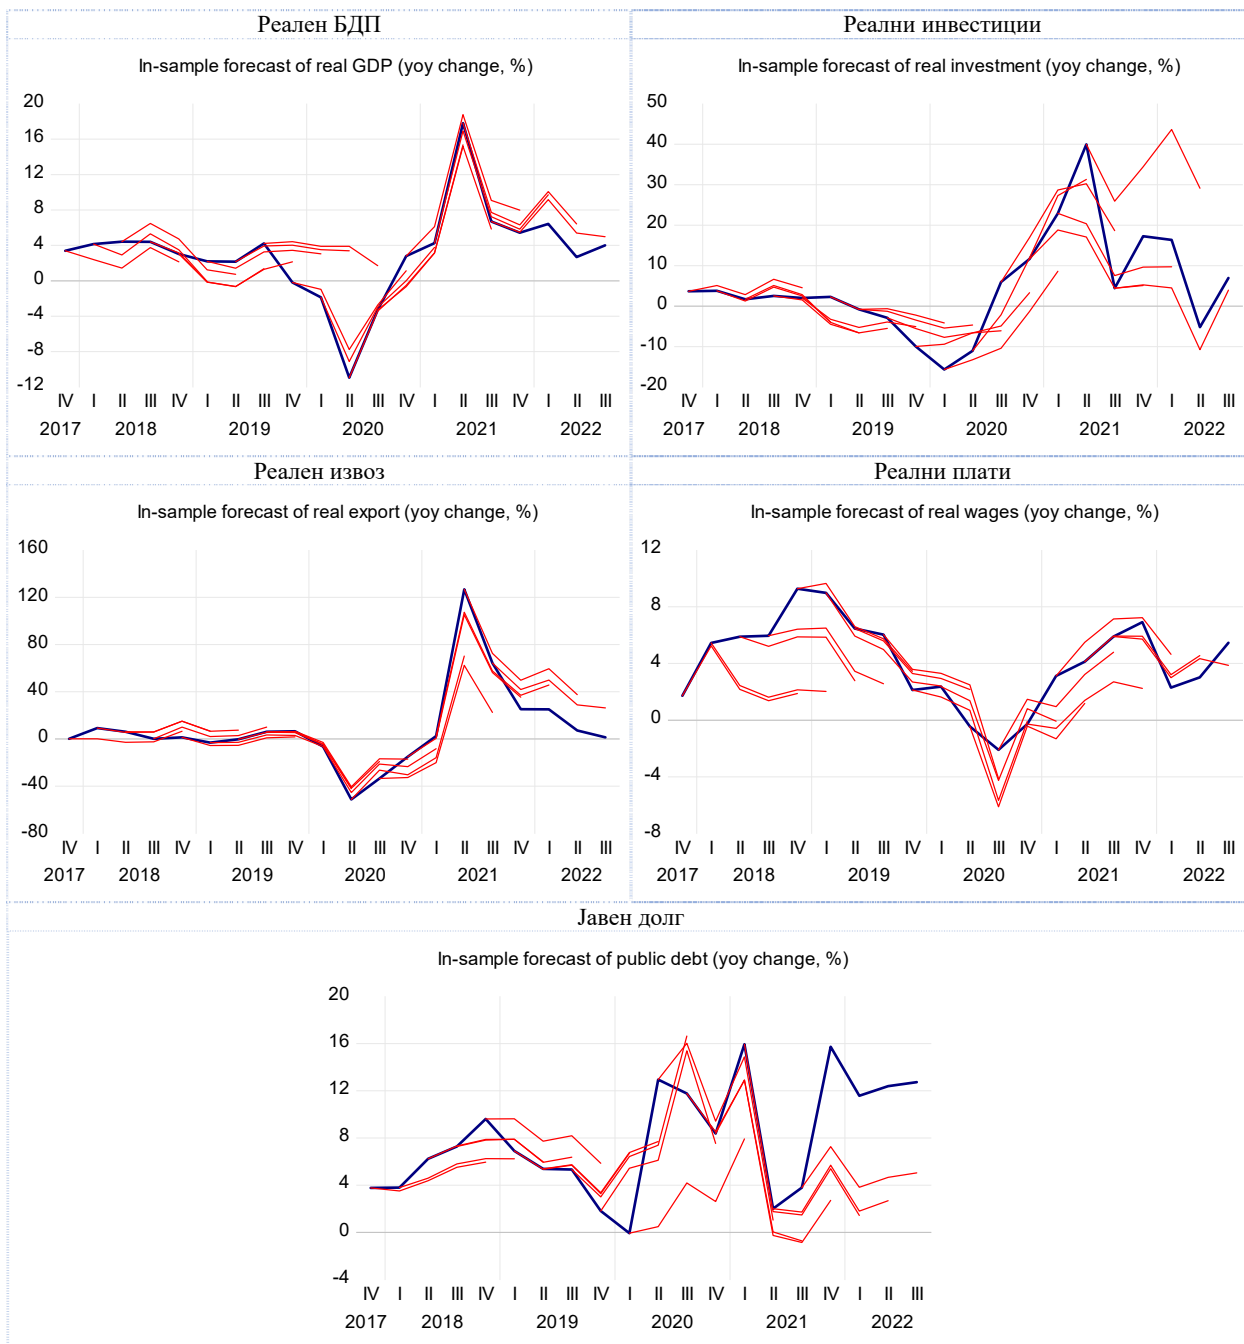 Реален БДП
Реални инвестиции
In-sample forecast of real GDP (yoy change, %)
In-sample forecast of real investment (yoy change, %)
20
16
12
8
4
0
-4
-8
-12
IV I II III IV I II III IV I II III IV I II III IV I II III
2017 2018 2019 2020 2021 2022
50
40
30
20
10
0
-10
-20
IV I II III IV I II III IV I II III IV I II III IV I II III
2017 2018 2019 2020 2021 2022
Реален извоз
Реални плати
In-sample forecast of real export (yoy change, %)
In-sample forecast of real wages (yoy change, %)
160
120
80
40
0
-40
-80
IV I II III IV I II III IV I II III IV I II III IV I II III
2017 2018 2019 2020 2021 2022
12
8
4
0
-4
-8
IV I II III IV I II III IV I II III IV I II III IV I II III
2017 2018 2019 2020 2021 2022
Јавен долг
In-sample forecast of public debt (yoy change, %)
20
16
12
8
4
0
-4
IV I II III IV I II III IV I II III IV I II III IV I II III
2017 2018 2019 2020 2021 2022